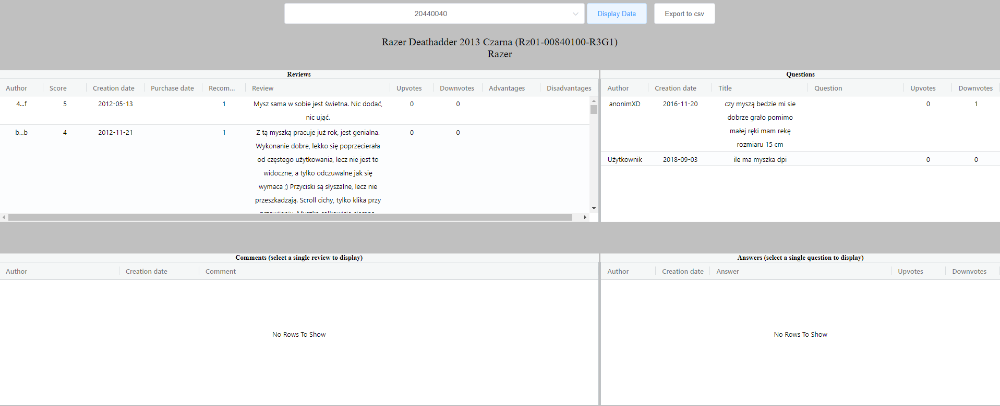 20440040
Display Data
Export to csv
Razer Deathadder 2013 Czarna (Rz01-00840100-R3G1)
Razer
Reviews
Author Score Creation date Purchase date Recom... Review Upvotes Downvotes Advantages Disadvantages
4...f 5 2012-05-13 1 Mysz sama w sobie jest świetna. Nic dodać, 0 0
nic ująć.
b...b 4 2012-11-21 1 Z tą myszką pracuje już rok, jest genialna. 0 0
Wykonanie dobre, lekko się poprzecierała
od częstego użytkowania, lecz nie jest to
widoczne, a tylko odczuwalne jak się
wymaca ;) Przyciski są słyszalne, lecz nie
przeszkadzają. Scroll cichy, tylko klika przy
Questions
Author Creation date Title Question Upvotes Downvotes
anonimXD 2016-11-20 czy myszą bedzie mi sie 0 1
dobrze grało pomimo
małej ręki mam rekę
rozmiaru 15 cm
Użytkownik 2018-09-03 ile ma myszka dpi 0 0
Comments (select a single review to display)
Author Creation date Comment
No Rows To Show
Answers (select a single question to display)
Author Creation date Answer Upvotes Downvotes
No Rows To Show